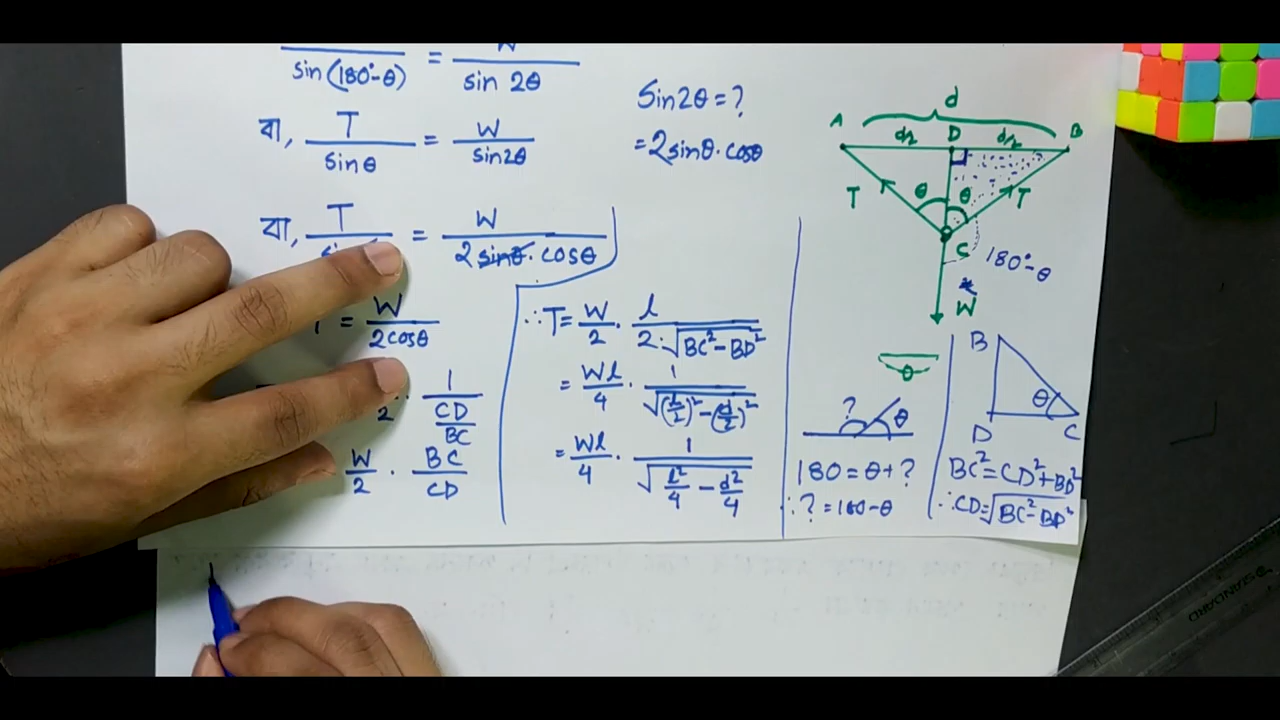 sin(180°-θ) = W/sin 2θ
বা, T/sinθ = W/sin2θ
বা, T/ = W/2sinθ.cosθ
= W/2cosθ
2 . 1/(CD/BC)
W/2 . BC/CD
Sin2θ=?
=2sinθ.cosθ
∴T= W/2 . l/2.√BC²-BD²
= Wl/4 . 1/√(l/2)²-(d/2)²
= Wl/4 . 1/√l²/4 - d²/4
d
A d/2 D d/2 B
T θ θ T
C
180°-θ
W
θ
? θ
180=θ+?
∴?=180-θ
B
θ
D C
BC²=CD²+BD²
∴CD=√BC²-BD²